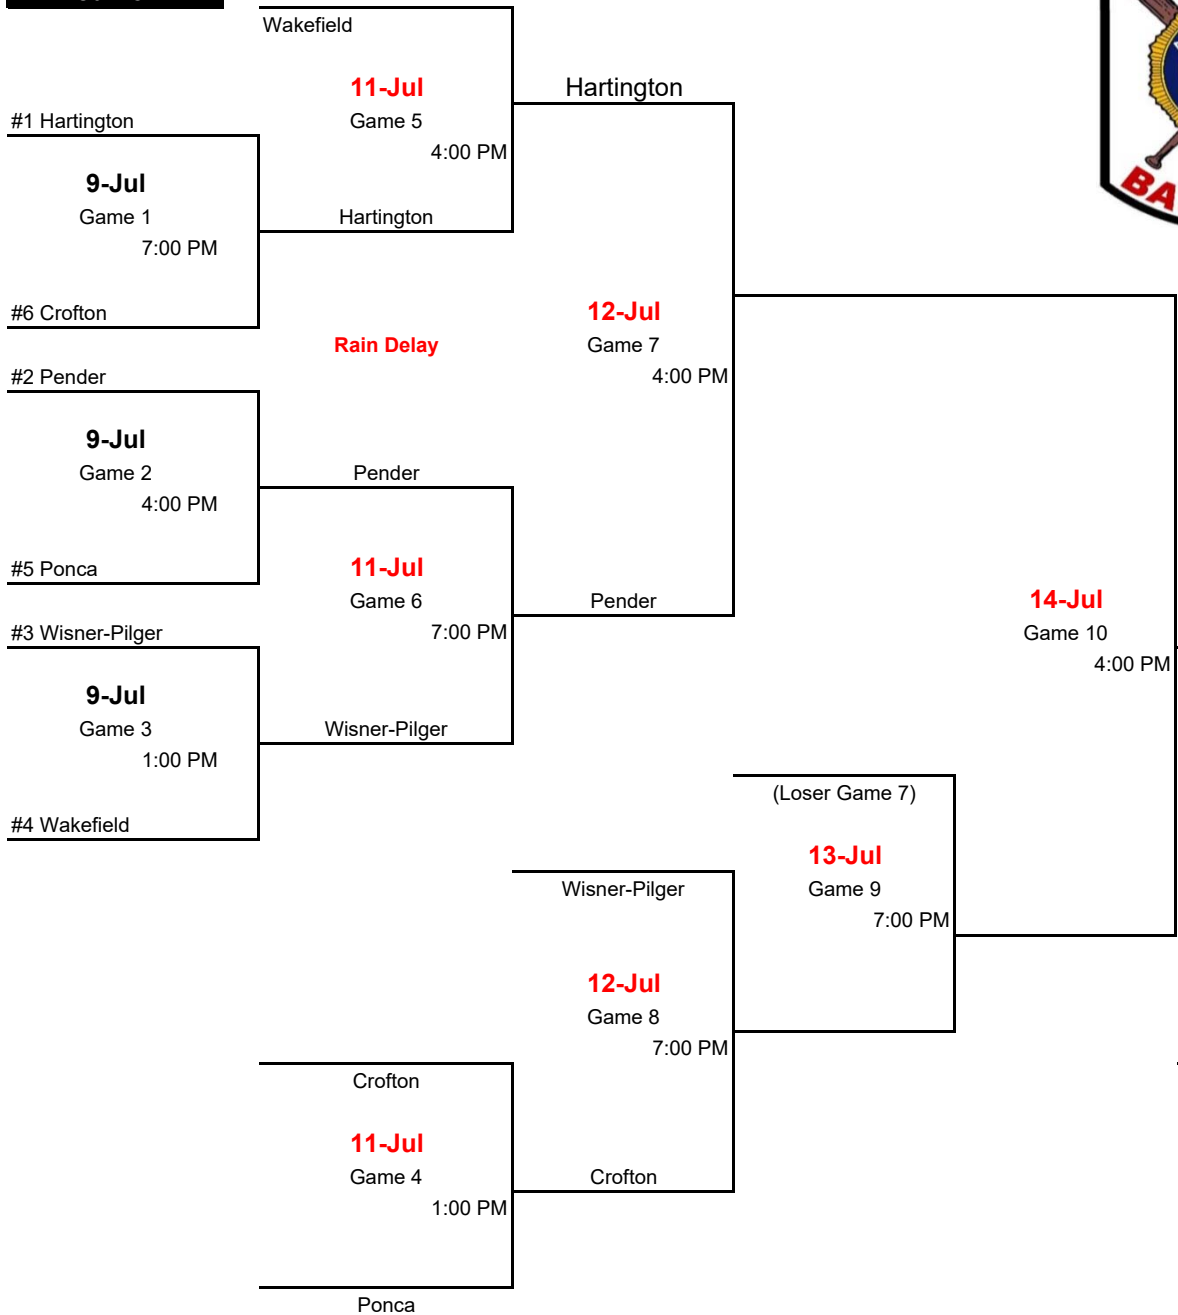 Wakefield
11-Jul
Hartington
#1 Hartington
Game 5
4:00 PM
9-Jul
BA
Game 1
Hartington
7:00 PM
#6 Crofton
12-Jul
Rain Delay
Game 7
#2 Pender
4:00 PM
9-Jul
Game 2
Pender
4:00 PM
#5 Ponca
11-Jul
Game 6
Pender
14-Jul
#3 Wisner-Pilger
7:00 PM
Game 10
4:00 PM
9-Jul
Game 3
Wisner-Pilger
1:00 PM
(Loser Game 7)
#4 Wakefield
13-Jul
Wisner-Pilger
Game 9
7:00 PM
12-Jul
Game 8
7:00 PM
Crofton
11-Jul
Game 4
Crofton
1:00 PM
Ponca